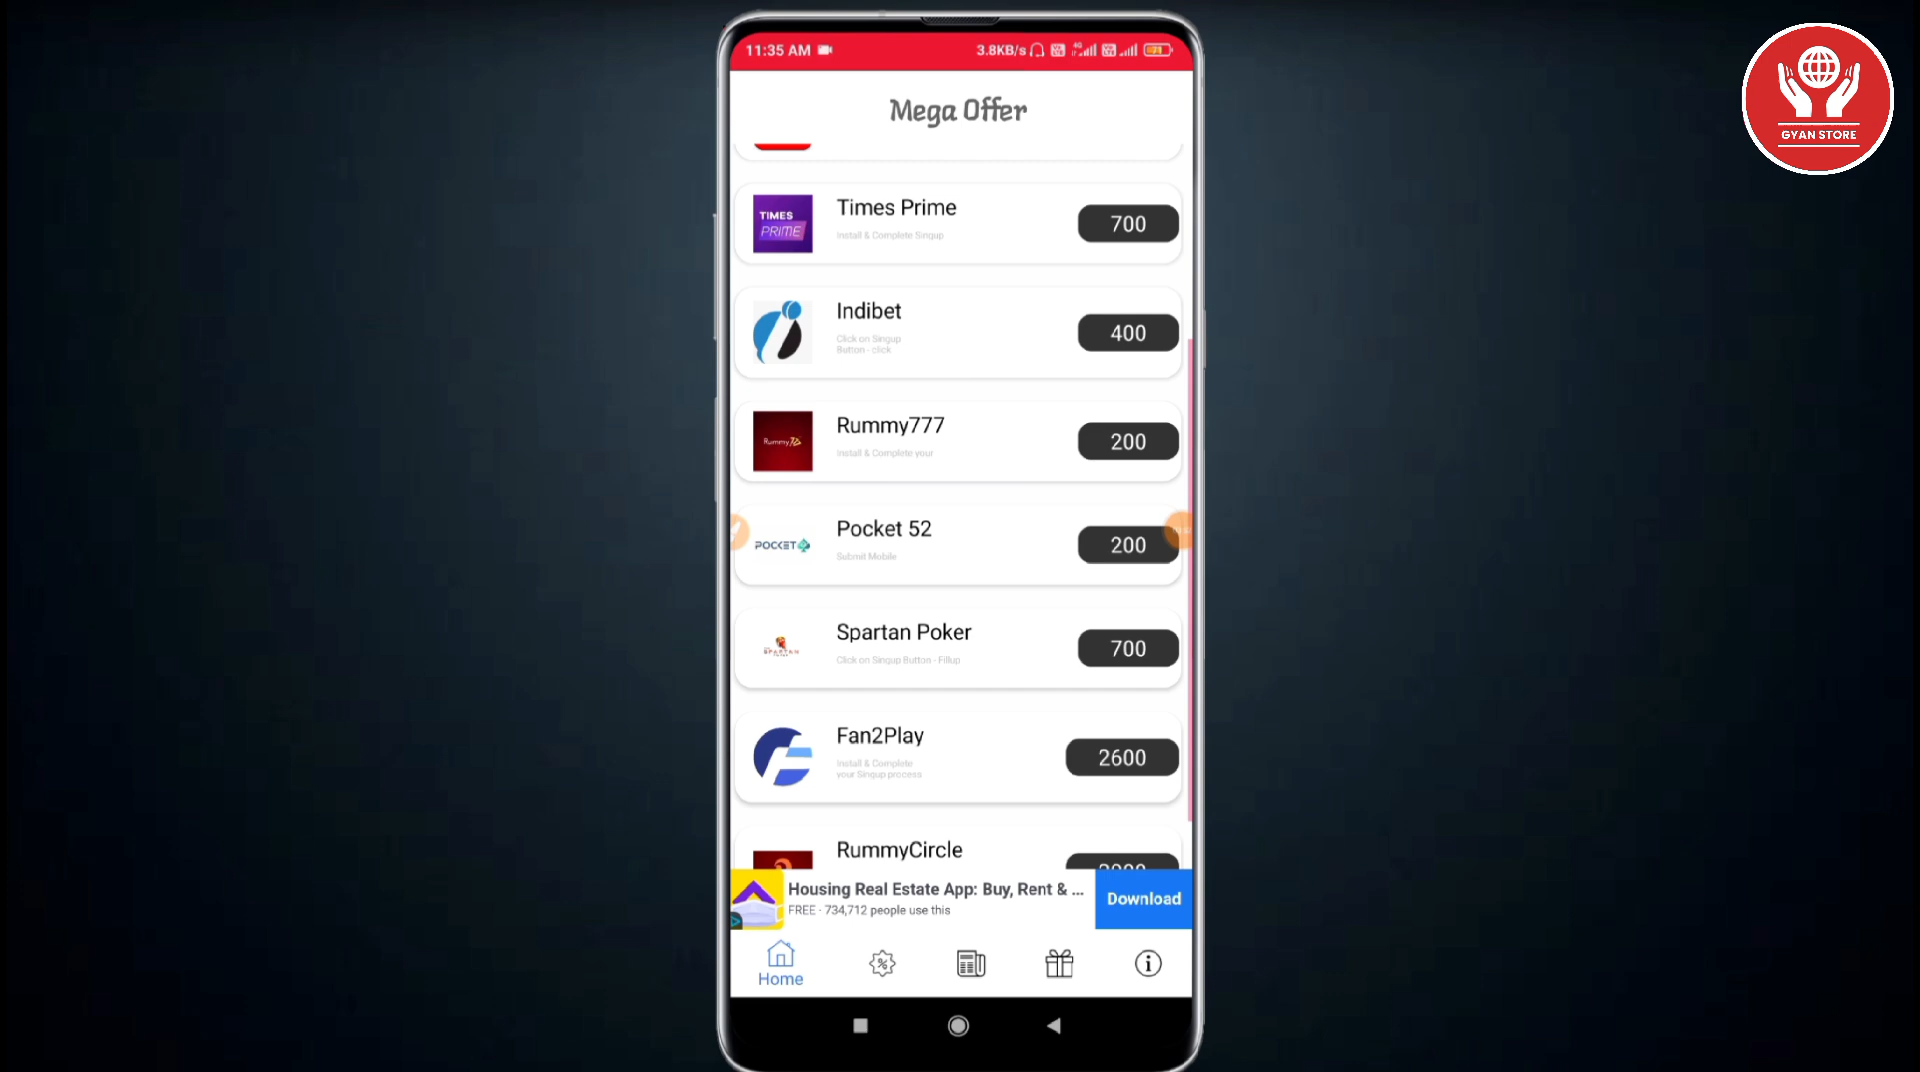 11:35 AM
3.8KB/s
GYAN STORE
Mega Offer
TIMES
PRIME
Times Prime
Install & Complete Singup
700
Indibet
Click on Singup
Button - click
400
Rummy777
Install & Complete your
200
POCKET
Pocket 52
Submit Mobile
200
SPARTAN
Spartan Poker
Click on Singup Button - Fillup
700
Fan2Play
Install & Complete
your Singup process
2600
RummyCircle
Housing Real Estate App: Buy, Rent & ...
FREE · 734,712 people use this
Download
Home